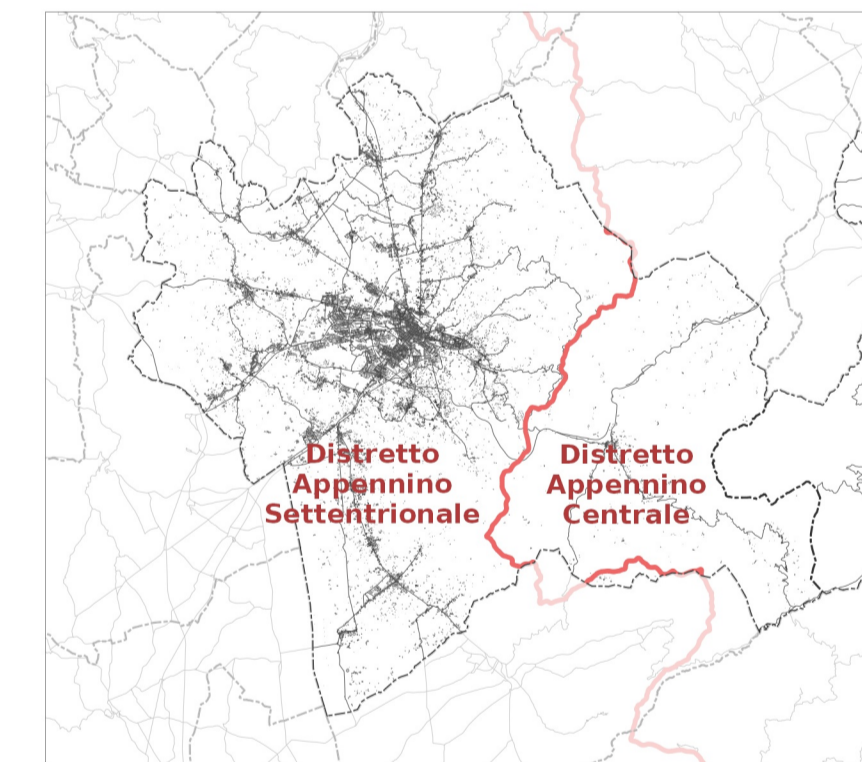 Distretto
Appennino
Settentrionale
Distretto
Appennino
Centrale